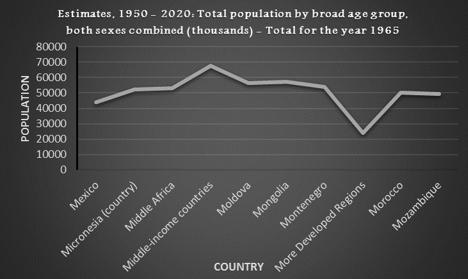 Estimates, 1950 - 2020: Total population by broad age group,
both sexes combined (thousands) - Total for the year 1965
80000
70000
60000
50000
40000
30000
20000
10000
0
POPULATION
Mexico
Micronesia (country)
Middle Africa
Middle-income countries
Moldova
Mongolia
Montenegro
More Developed Regions
Morocco
Mozambique
COUNTRY